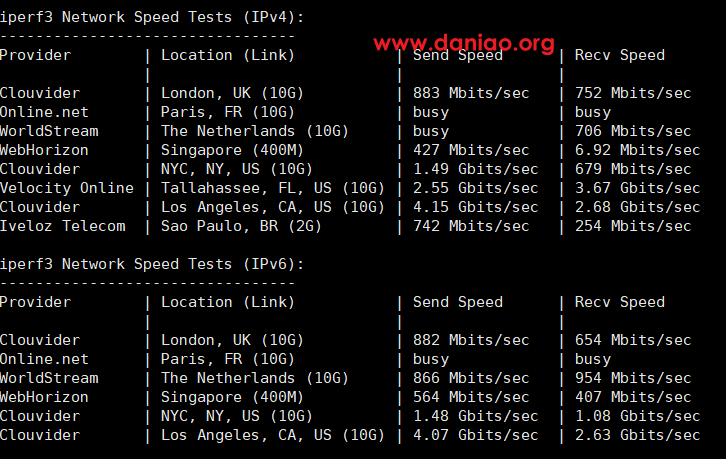 iperf3 Network Speed Tests (IPv4):
---------------------------------
www.daniao.org
Provider | Location (Link) | Send Speed | Recv Speed
| | |
Clouvider | London, UK (10G) | 883 Mbits/sec | 752 Mbits/sec
Online.net | Paris, FR (10G) | busy | busy
WorldStream | The Netherlands (10G) | busy | 706 Mbits/sec
WebHorizon | Singapore (400M) | 427 Mbits/sec | 6.92 Mbits/sec
Clouvider | NYC, NY, US (10G) | 1.49 Gbits/sec | 679 Mbits/sec
Velocity Online | Tallahassee, FL, US (10G) | 2.55 Gbits/sec | 3.67 Gbits/sec
Clouvider | Los Angeles, CA, US (10G) | 4.15 Gbits/sec | 2.68 Gbits/sec
Iveloz Telecom | Sao Paulo, BR (2G) | 742 Mbits/sec | 254 Mbits/sec
iperf3 Network Speed Tests (IPv6):
---------------------------------
Provider | Location (Link) | Send Speed | Recv Speed
| | |
Clouvider | London, UK (10G) | 882 Mbits/sec | 654 Mbits/sec
Online.net | Paris, FR (10G) | busy | busy
WorldStream | The Netherlands (10G) | 866 Mbits/sec | 954 Mbits/sec
WebHorizon | Singapore (400M) | 564 Mbits/sec | 407 Mbits/sec
Clouvider | NYC, NY, US (10G) | 1.48 Gbits/sec | 1.08 Gbits/sec
Clouvider | Los Angeles, CA, US (10G) | 4.07 Gbits/sec | 2.63 Gbits/sec